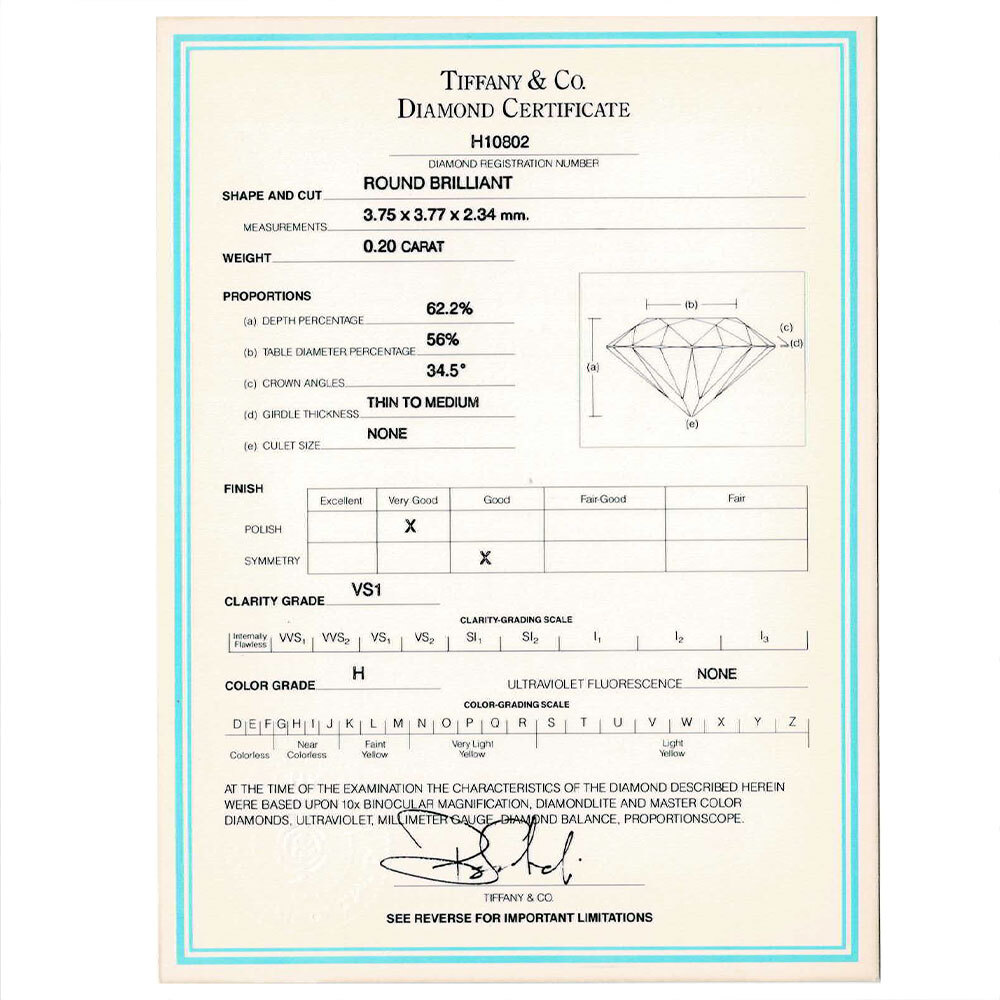 TIFFANY & CO.
DIAMOND CERTIFICATE
H10802
DIAMOND REGISTRATION NUMBER
SHAPE AND CUT ROUND BRILLIANT
MEASUREMENTS 3.75 x 3.77 x 2.34 mm.
WEIGHT 0.20 CARAT
PROPORTIONS
(a) DEPTH PERCENTAGE 62.2%
(b) TABLE DIAMETER PERCENTAGE 56%
(c) CROWN ANGLES 34.5°
(d) GIRDLE THICKNESS THIN TO MEDIUM
(e) CULET SIZE NONE
(b)
(c)
(d)
(a)
(e)
FINISH
Excellent Very Good Good Fair-Good Fair
POLISH X
SYMMETRY X
CLARITY GRADE VS1
CLARITY-GRADING SCALE
Internally Flawless VVS1 VVS2 VS1 VS2 SI1 SI2 I1 I2 I3
COLOR GRADE H ULTRAVIOLET FLUORESCENCE NONE
COLOR-GRADING SCALE
D E F G H I J K L M N O P Q R S T U V W X Y Z
Colorless Near Colorless Faint Yellow Very Light Yellow Light Yellow
AT THE TIME OF THE EXAMINATION THE CHARACTERISTICS OF THE DIAMOND DESCRIBED HEREIN
WERE BASED UPON 10x BINOCULAR MAGNIFICATION, DIAMONDLITE AND MASTER COLOR
DIAMONDS, ULTRAVIOLET, MILLIMETER GAUGE, DIAMOND BALANCE, PROPORTIONSCOPE.
TIFFANY & CO.
SEE REVERSE FOR IMPORTANT LIMITATIONS